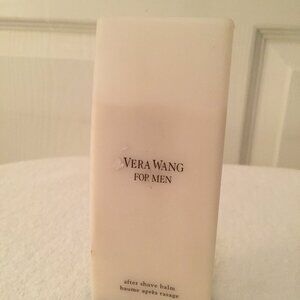 VERA WANG
FOR MEN
after shave balm
baume après rasage